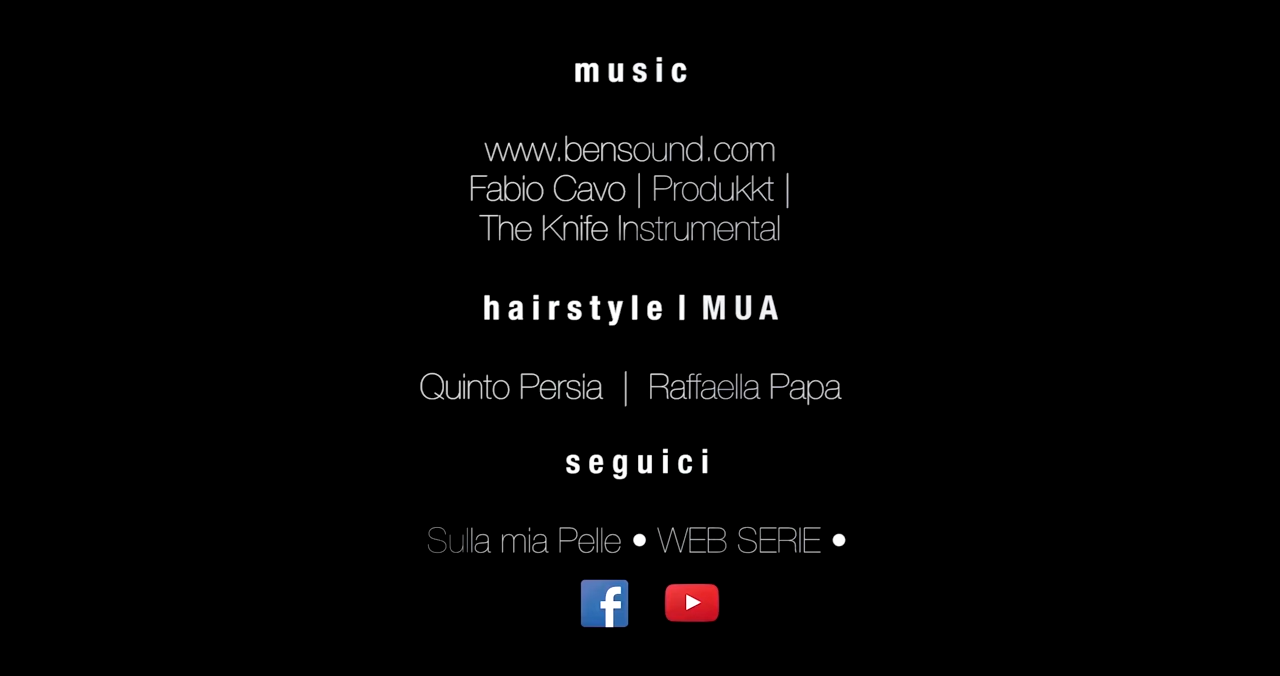 music
www.bensound.com
Fabio Cavo | Produkkt |
The Knife Instrumental
hairstyle | MUA
Quinto Persia | Raffaella Papa
seguici
Sulla mia Pelle • WEB SERIE •